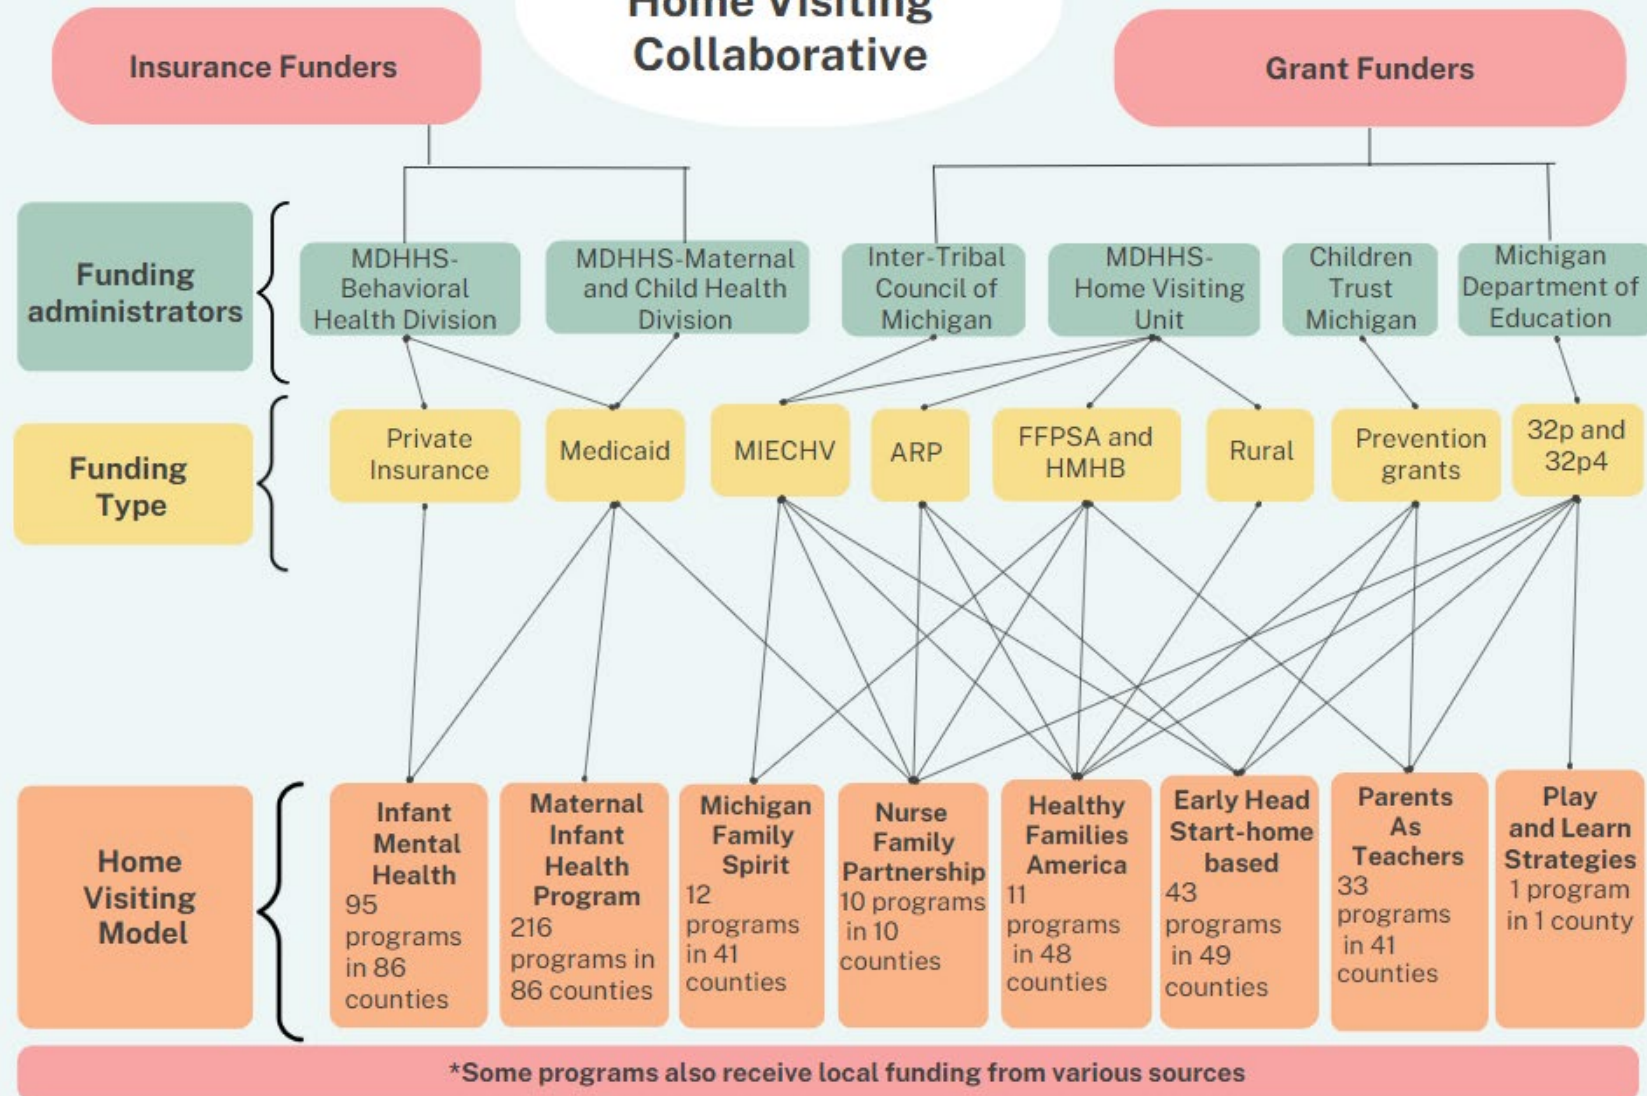 Home Visiting
Collaborative
Insurance Funders
Grant Funders
Funding
administrators
MDHHS-
Behavioral
Health Division
MDHHS-Maternal
and Child Health
Division
Inter-Tribal
Council of
Michigan
MDHHS-
Home Visiting
Unit
Children
Trust
Michigan
Michigan
Department of
Education
Funding
Type
Private
Insurance
Medicaid
MIECHV
ARP
FFPSA and
HMHB
Rural
Prevention
grants
32p and
32p4
Home
Visiting
Model
Infant
Mental
Health
95
programs
in 86
counties
Maternal
Infant
Health
Program
216
programs in
86 counties
Michigan
Family
Spirit
12
programs
in 41
counties
Nurse
Family
Partnership
10 programs
in 10
counties
Healthy
Families
America
11
programs
in 48
counties
Early Head
Start-home
based
43
programs
in 49
counties
Parents
As
Teachers
33
programs
in 41
counties
Play
and Learn
Strategies
1 program
in 1 county
*Some programs also receive local funding from various sources